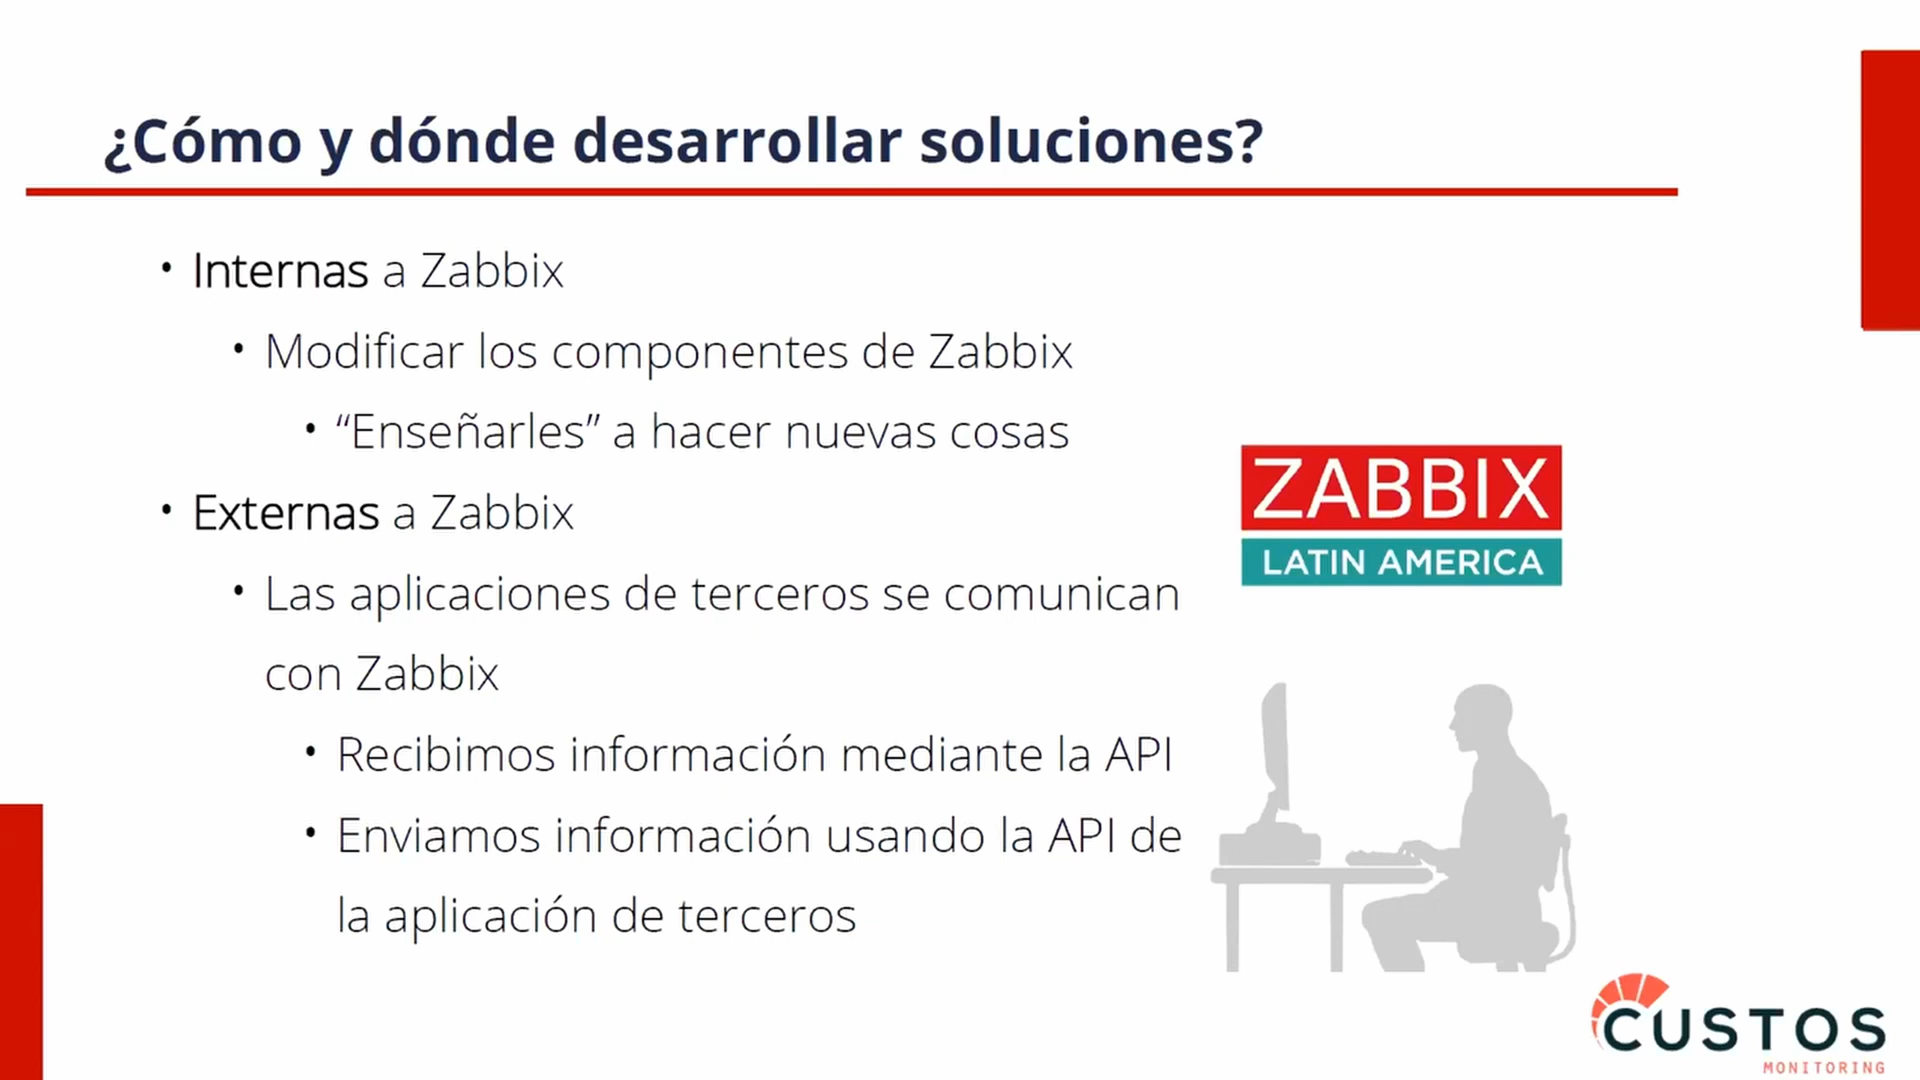 ¿Cómo y dónde desarrollar soluciones?
• Internas a Zabbix
• Modificar los componentes de Zabbix
• “Enseñarles” a hacer nuevas cosas
• Externas a Zabbix
• Las aplicaciones de terceros se comunican
con Zabbix
• Recibimos información mediante la API
• Enviamos información usando la API de
la aplicación de terceros
ZABBIX
LATIN AMERICA
CUSTOS
MONITORING